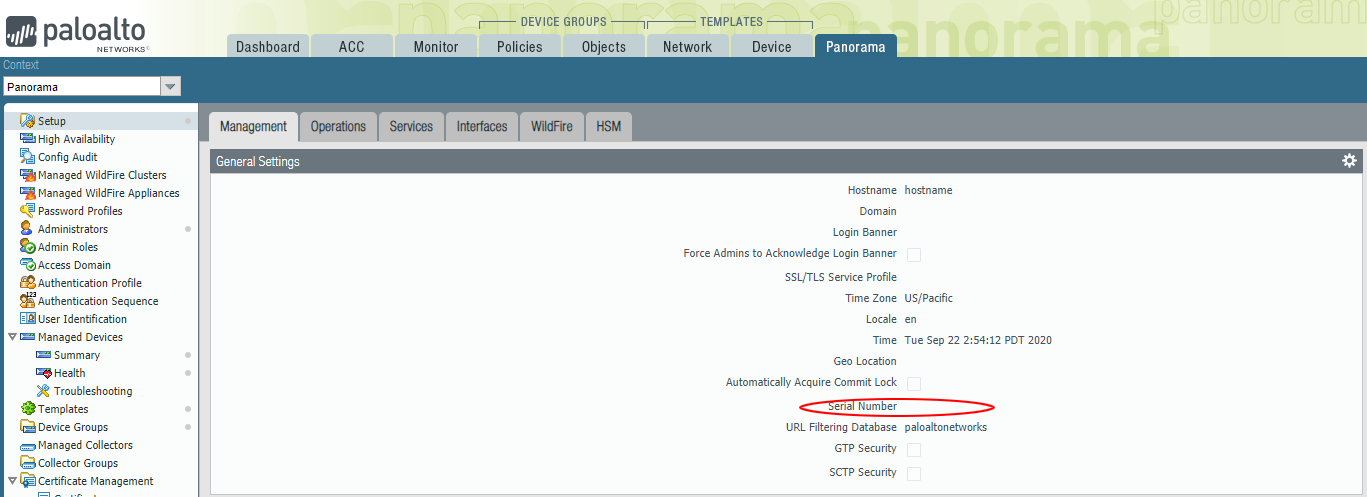 panorama
panorama
panorama
paloalto
NETWORKS
DEVICE GROUPS
TEMPLATES
Dashboard ACC Monitor Policies Objects Network Device Panorama
Context
Panorama
Setup
High Availability
Config Audit
Managed WildFire Clusters
Managed WildFire Appliances
Password Profiles
Administrators
Admin Roles
Access Domain
Authentication Profile
123
Authentication Sequence
User Identification
Managed Devices
Summary
Health
Troubleshooting
Templates
Device Groups
Managed Collectors
Collector Groups
Certificate Management
Management Operations Services Interfaces WildFire HSM
General Settings
Hostname hostname
Domain
Login Banner
Force Admins to Acknowledge Login Banner
SSL/TLS Service Profile
Time Zone US/Pacific
Locale en
Time Tue Sep 22 2:54:12 PDT 2020
Geo Location
Automatically Acquire Commit Lock
Serial Number
URL Filtering Database paloaltonetworks
GTP Security
SCTP Security